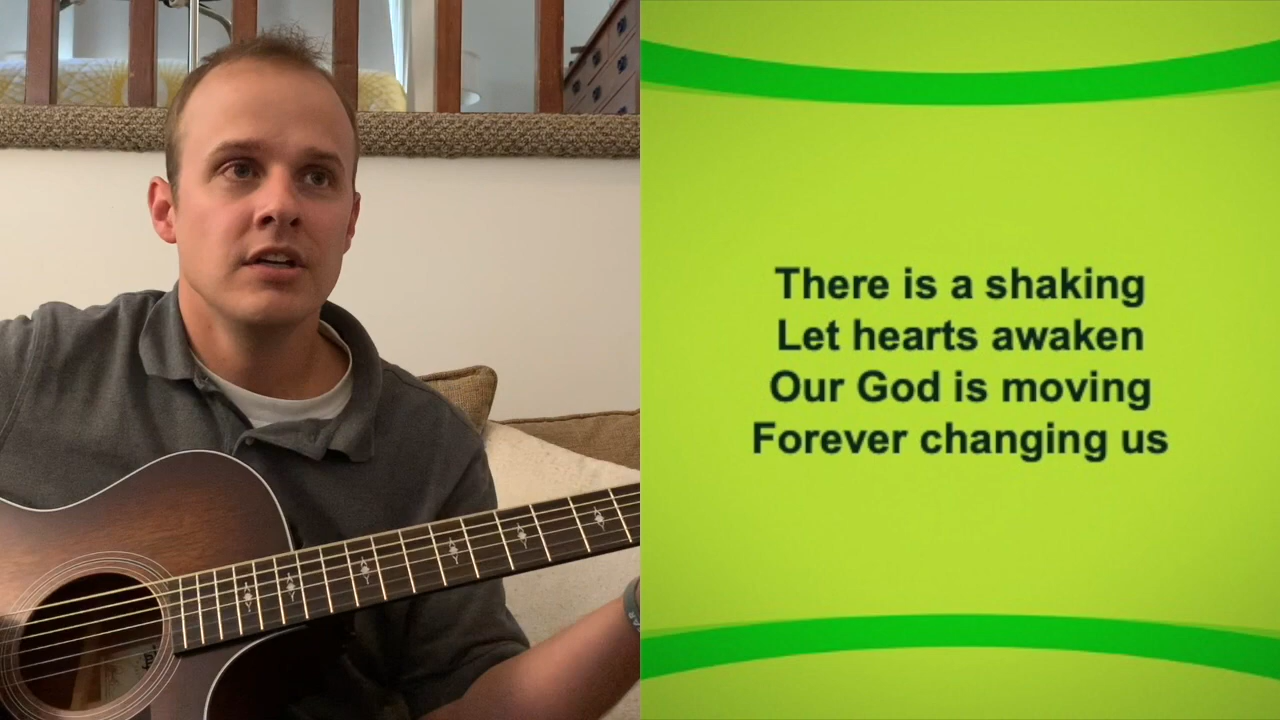 There is a shaking
Let hearts awaken
Our God is moving
Forever changing us